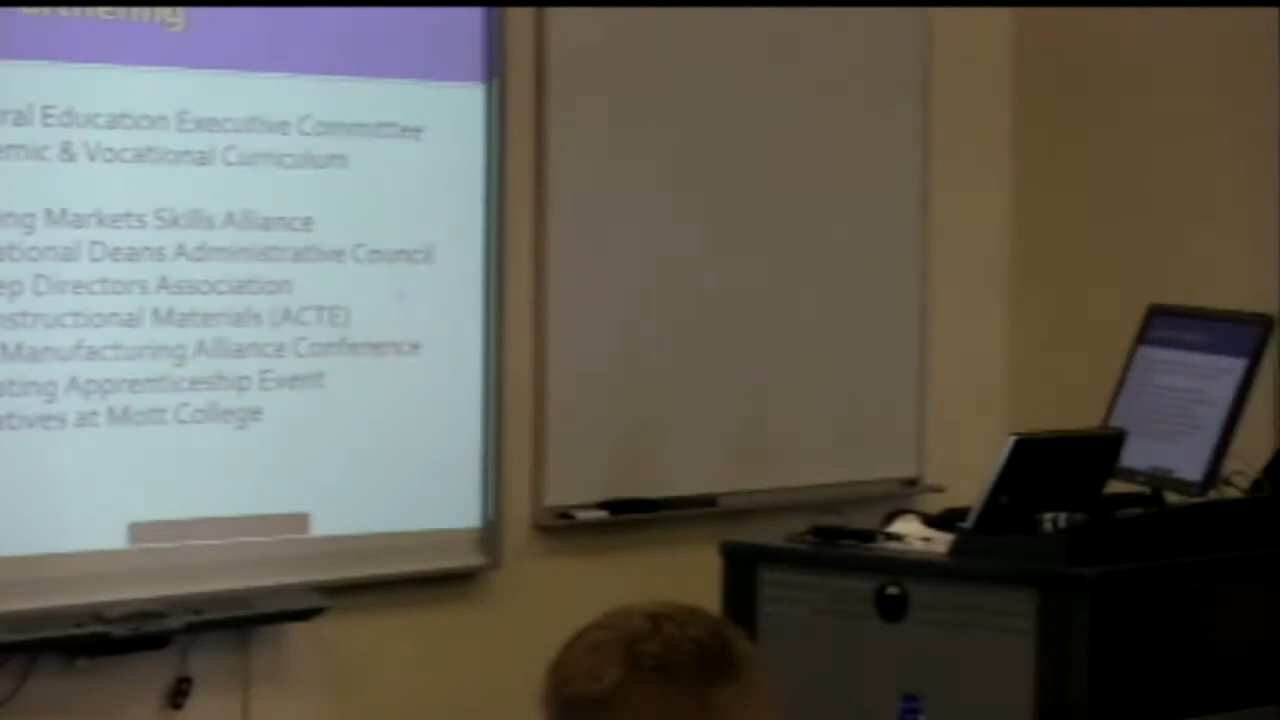 arthering
ral Education Executive Committee
emic & Vocational Curriculum
ing Markets Skills Alliance
ational Deans Administrative Council
ep Directors Association
nstructional Materials (ACTE)
Manufacturing Alliance Conference
ating Apprenticeship Event
atives at Mott College